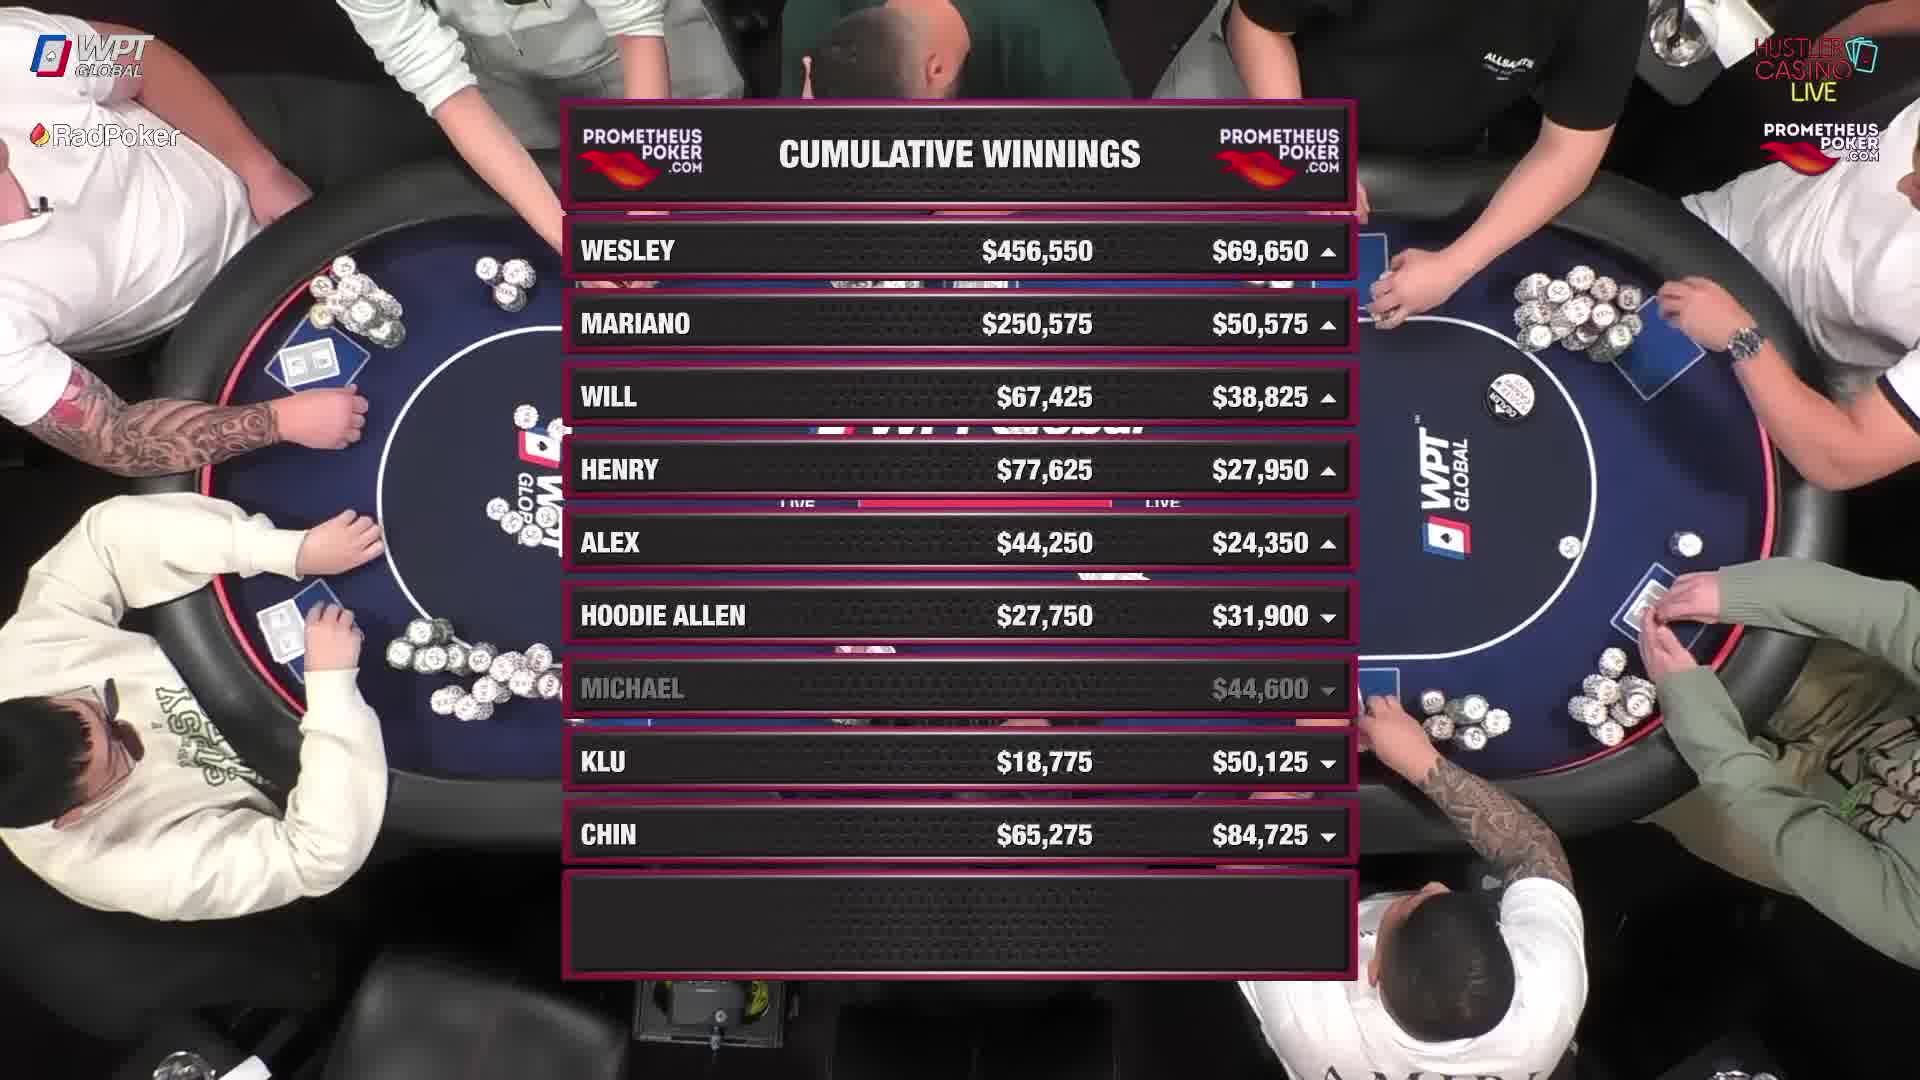 WPT
GLOBAL
RadPoker
HUSTLER
CASINO
LIVE
PROMETHEUS
POKER
.COM
PROMETHEUS
POKER
.COM
CUMULATIVE WINNINGS
PROMETHEUS
POKER
.COM
WESLEY $456,550 $69,650
MARIANO $250,575 $50,575
WILL $67,425 $38,825
HENRY $77,625 $27,950
LIVE LIVE
ALEX $44,250 $24,350
HOODIE ALLEN $27,750 $31,900
MICHAEL $44,600
KLU $18,775 $50,125
CHIN $65,275 $84,725
WPT
GLOBAL